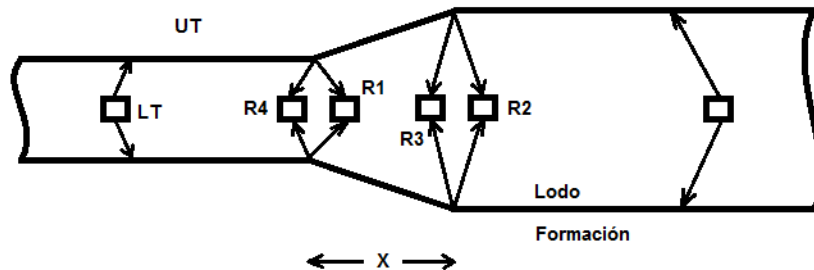 UT
LT
R4
R1
R3
R2
Lodo
Formación
X